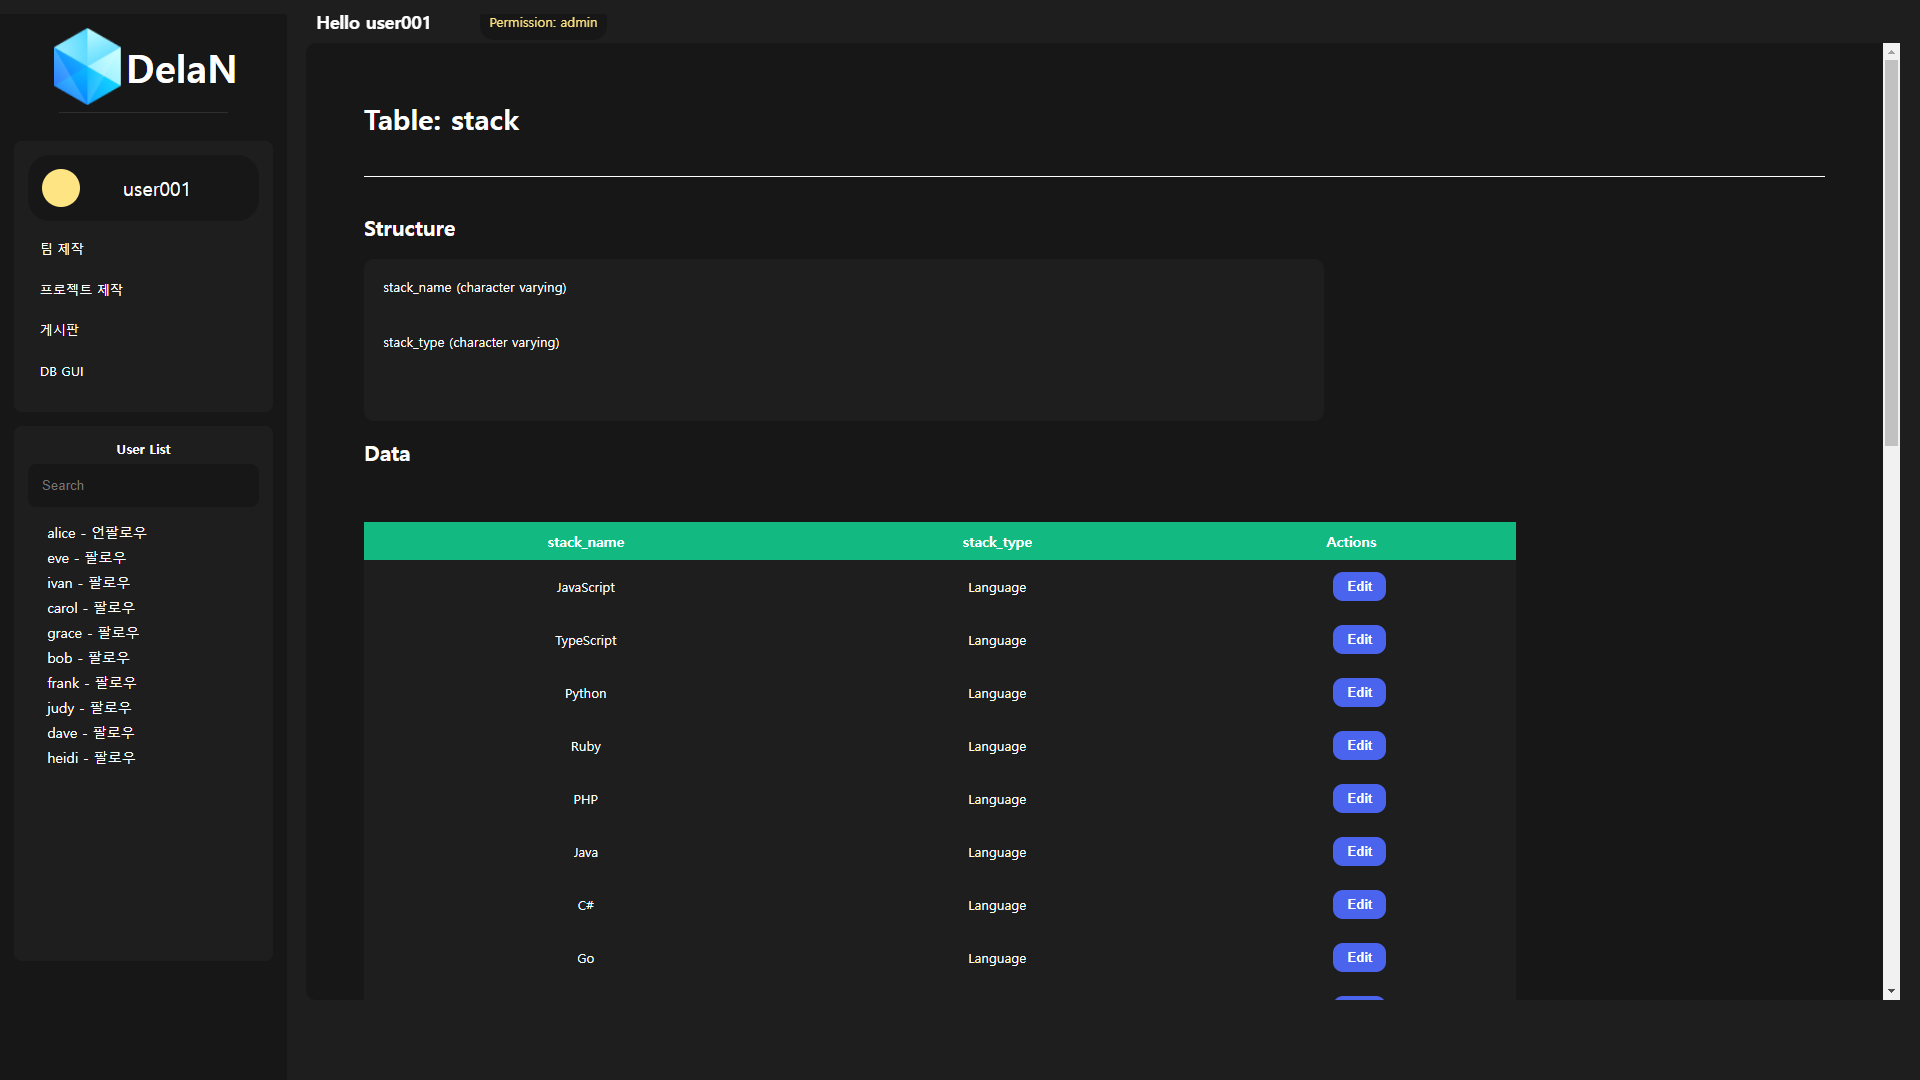 Hello user001
Permission: admin
DelaN
user001
팀 제작
프로젝트 제작
게시판
DB GUI
User List
Search
alice - 언팔로우
eve - 팔로우
ivan - 팔로우
carol - 팔로우
grace - 팔로우
bob - 팔로우
frank - 팔로우
judy - 팔로우
dave - 팔로우
heidi - 팔로우
Table: stack
Structure
stack_name (character varying)
stack_type (character varying)
Data
stack_name stack_type Actions
JavaScript Language Edit
TypeScript Language Edit
Python Language Edit
Ruby Language Edit
PHP Language Edit
Java Language Edit
C# Language Edit
Go Language Edit